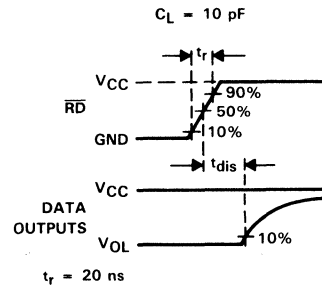 C_L = 10 pF
t_r
V_CC
90%
RD
50%
10%
GND
t_dis
V_CC
DATA
OUTPUTS
10%
V_OL
t_r = 20 ns